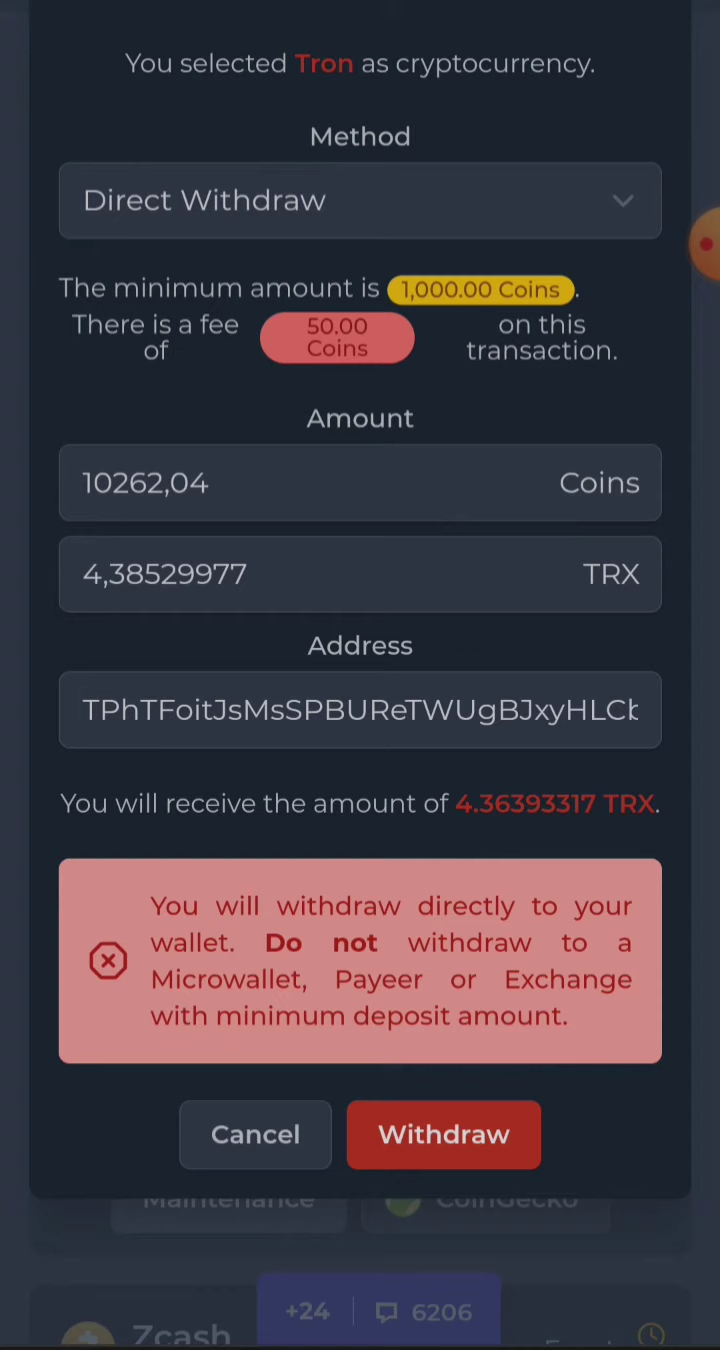 You selected Tron as cryptocurrency.
Method
Direct Withdraw
The minimum amount is 1,000.00 Coins.
There is a fee of 50.00 Coins on this transaction.
Amount
10262,04 Coins
4,38529977 TRX
Address
TPhTFoitJsMsSPBUReTWUgBJxyHLC
You will receive the amount of 4.36393317 TRX.
You will withdraw directly to your
wallet. Do not withdraw to a
Microwallet, Payeer or Exchange
with minimum deposit amount.
Cancel Withdraw
Maintenance CoinGecko
+24 6206
Zcash